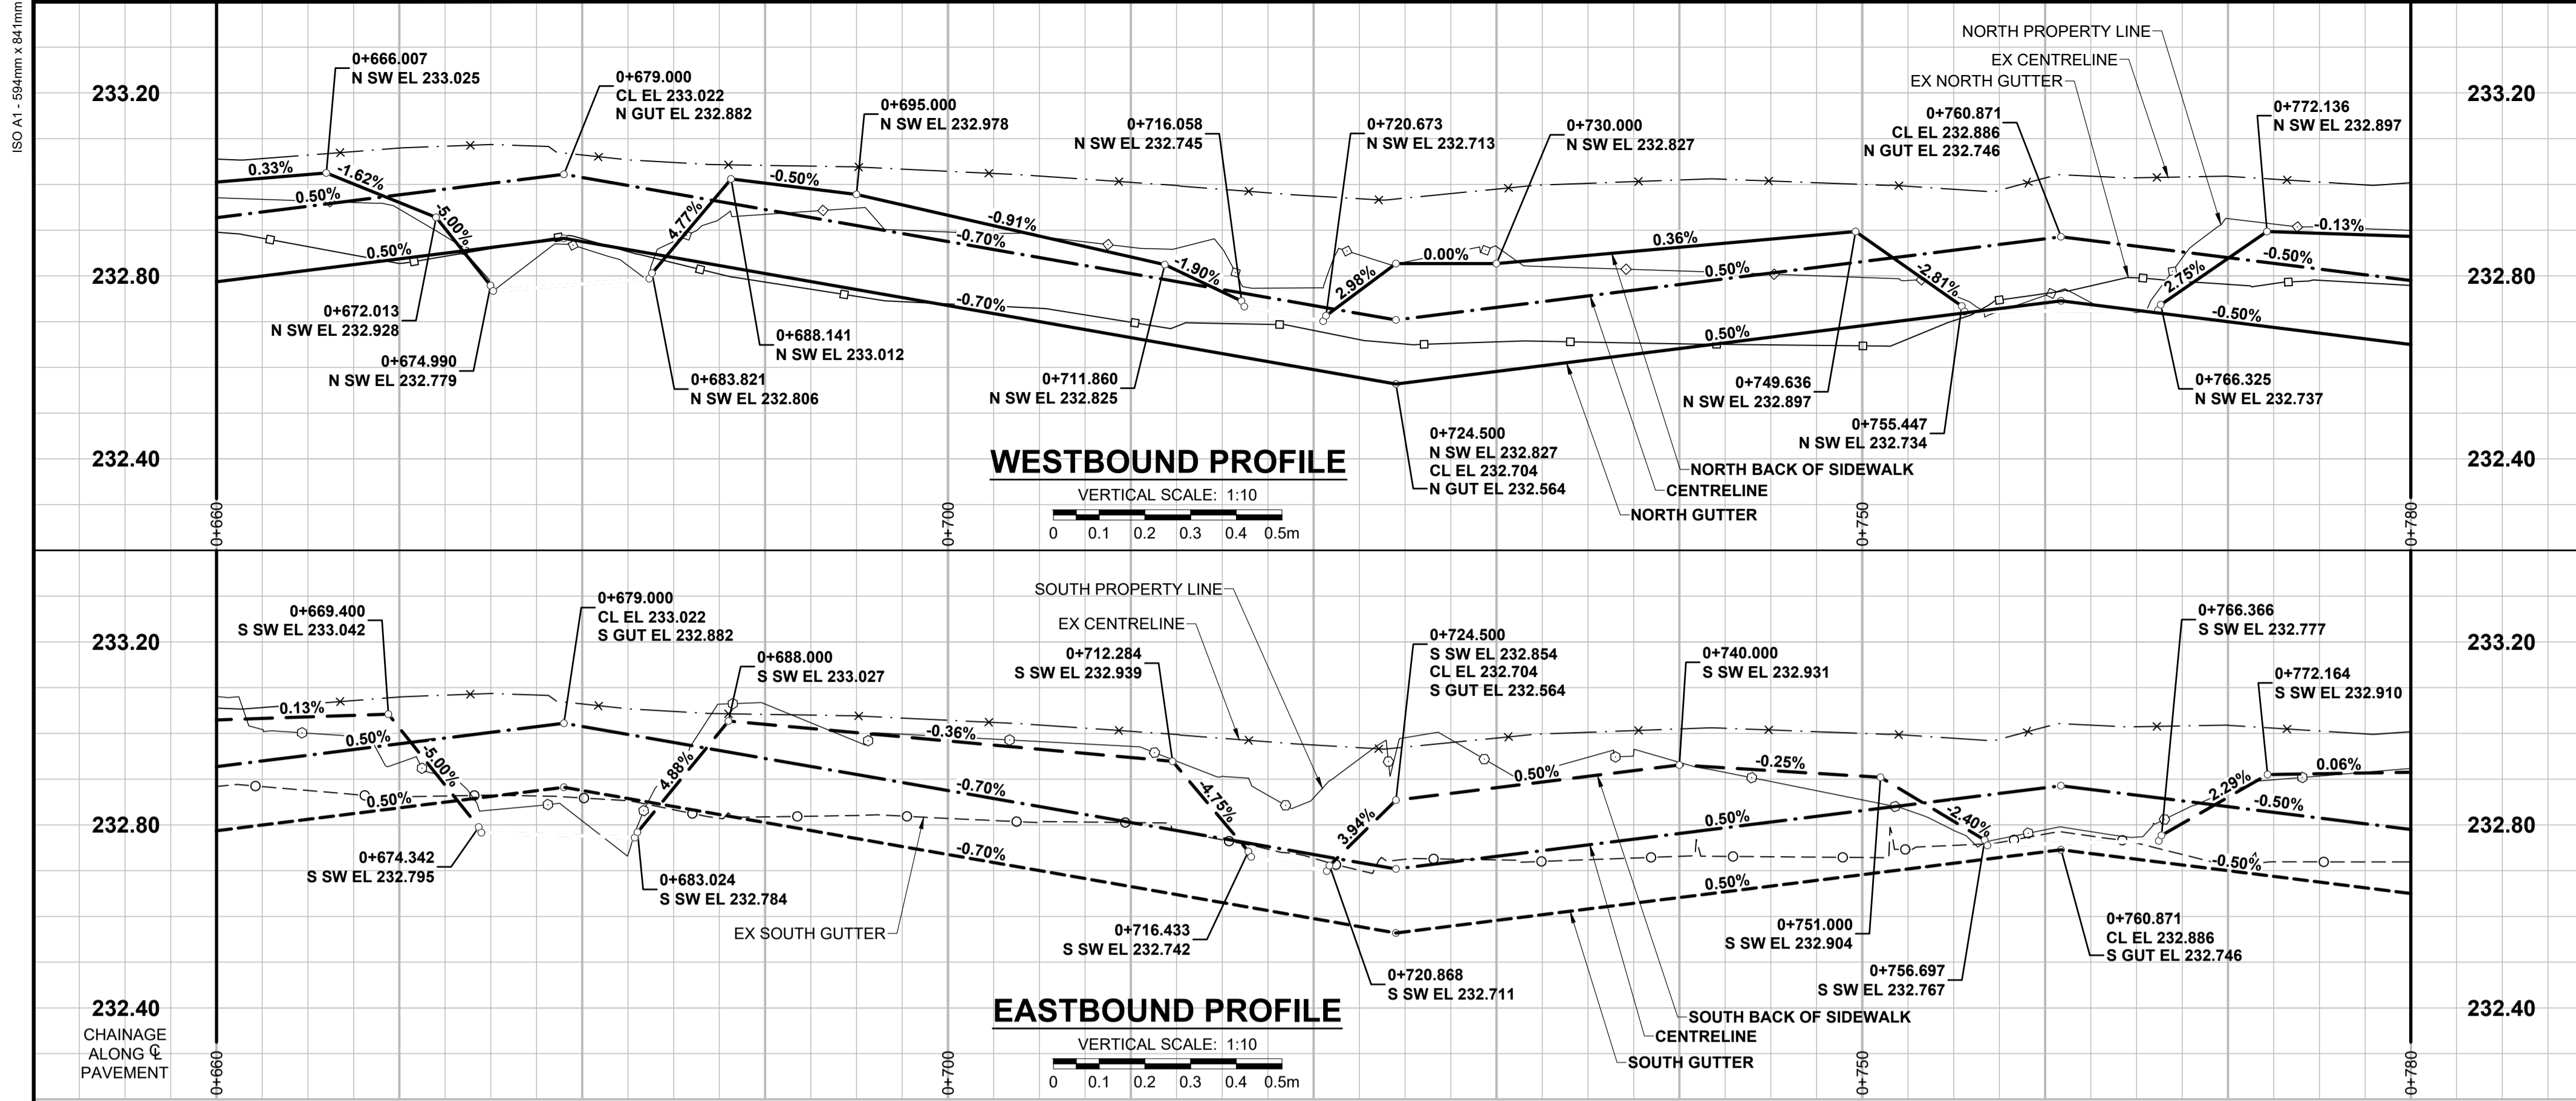 ISO A1 - 594mm x 841mm
NORTH PROPERTY LINE
EX CENTRELINE
EX NORTH GUTTER
0+666.007
N SW EL 233.025
0+679.000
CL EL 233.022
N GUT EL 232.882
0+695.000
N SW EL 232.978
0+716.058
N SW EL 232.745
0+720.673
N SW EL 232.713
0+730.000
N SW EL 232.827
0+760.871
CL EL 232.886
N GUT EL 232.746
0+772.136
N SW EL 232.897
233.20
233.20
0.33%
-1.62%
-5.00%
0.50%
0.50%
4.77%
-0.50%
-0.91%
-0.70%
-0.70%
-1.90%
2.98%
0.00%
0.36%
0.50%
0.50%
-2.81%
2.75%
-0.13%
-0.50%
-0.50%
232.80
232.80
0+672.013
N SW EL 232.928
0+674.990
N SW EL 232.779
0+683.821
N SW EL 232.806
0+688.141
N SW EL 233.012
0+711.860
N SW EL 232.825
0+724.500
N SW EL 232.827
CL EL 232.704
N GUT EL 232.564
0+749.636
N SW EL 232.897
0+755.447
N SW EL 232.734
0+766.325
N SW EL 232.737
232.40
232.40
NORTH BACK OF SIDEWALK
CENTRELINE
NORTH GUTTER
WESTBOUND PROFILE
VERTICAL SCALE: 1:10
0 0.1 0.2 0.3 0.4 0.5m
0+660
0+700
0+750
0+780
SOUTH PROPERTY LINE
EX CENTRELINE
0+669.400
S SW EL 233.042
0+679.000
CL EL 233.022
S GUT EL 232.882
0+688.000
S SW EL 233.027
0+712.284
S SW EL 232.939
0+724.500
S SW EL 232.854
CL EL 232.704
S GUT EL 232.564
0+740.000
S SW EL 232.931
0+766.366
S SW EL 232.777
0+772.164
S SW EL 232.910
233.20
233.20
0.13%
0.50%
-5.00%
0.50%
4.88%
-0.36%
-0.70%
-0.70%
-4.75%
3.94%
0.50%
-0.25%
0.50%
0.50%
-2.40%
2.29%
0.06%
-0.50%
-0.50%
232.80
232.80
0+674.342
S SW EL 232.795
0+683.024
S SW EL 232.784
EX SOUTH GUTTER
0+716.433
S SW EL 232.742
0+720.868
S SW EL 232.711
0+751.000
S SW EL 232.904
0+756.697
S SW EL 232.767
0+760.871
CL EL 232.886
S GUT EL 232.746
232.40
232.40
SOUTH BACK OF SIDEWALK
CENTRELINE
SOUTH GUTTER
EASTBOUND PROFILE
VERTICAL SCALE: 1:10
0 0.1 0.2 0.3 0.4 0.5m
CHAINAGE
ALONG ℄
PAVEMENT
0+660
0+700
0+750
0+780